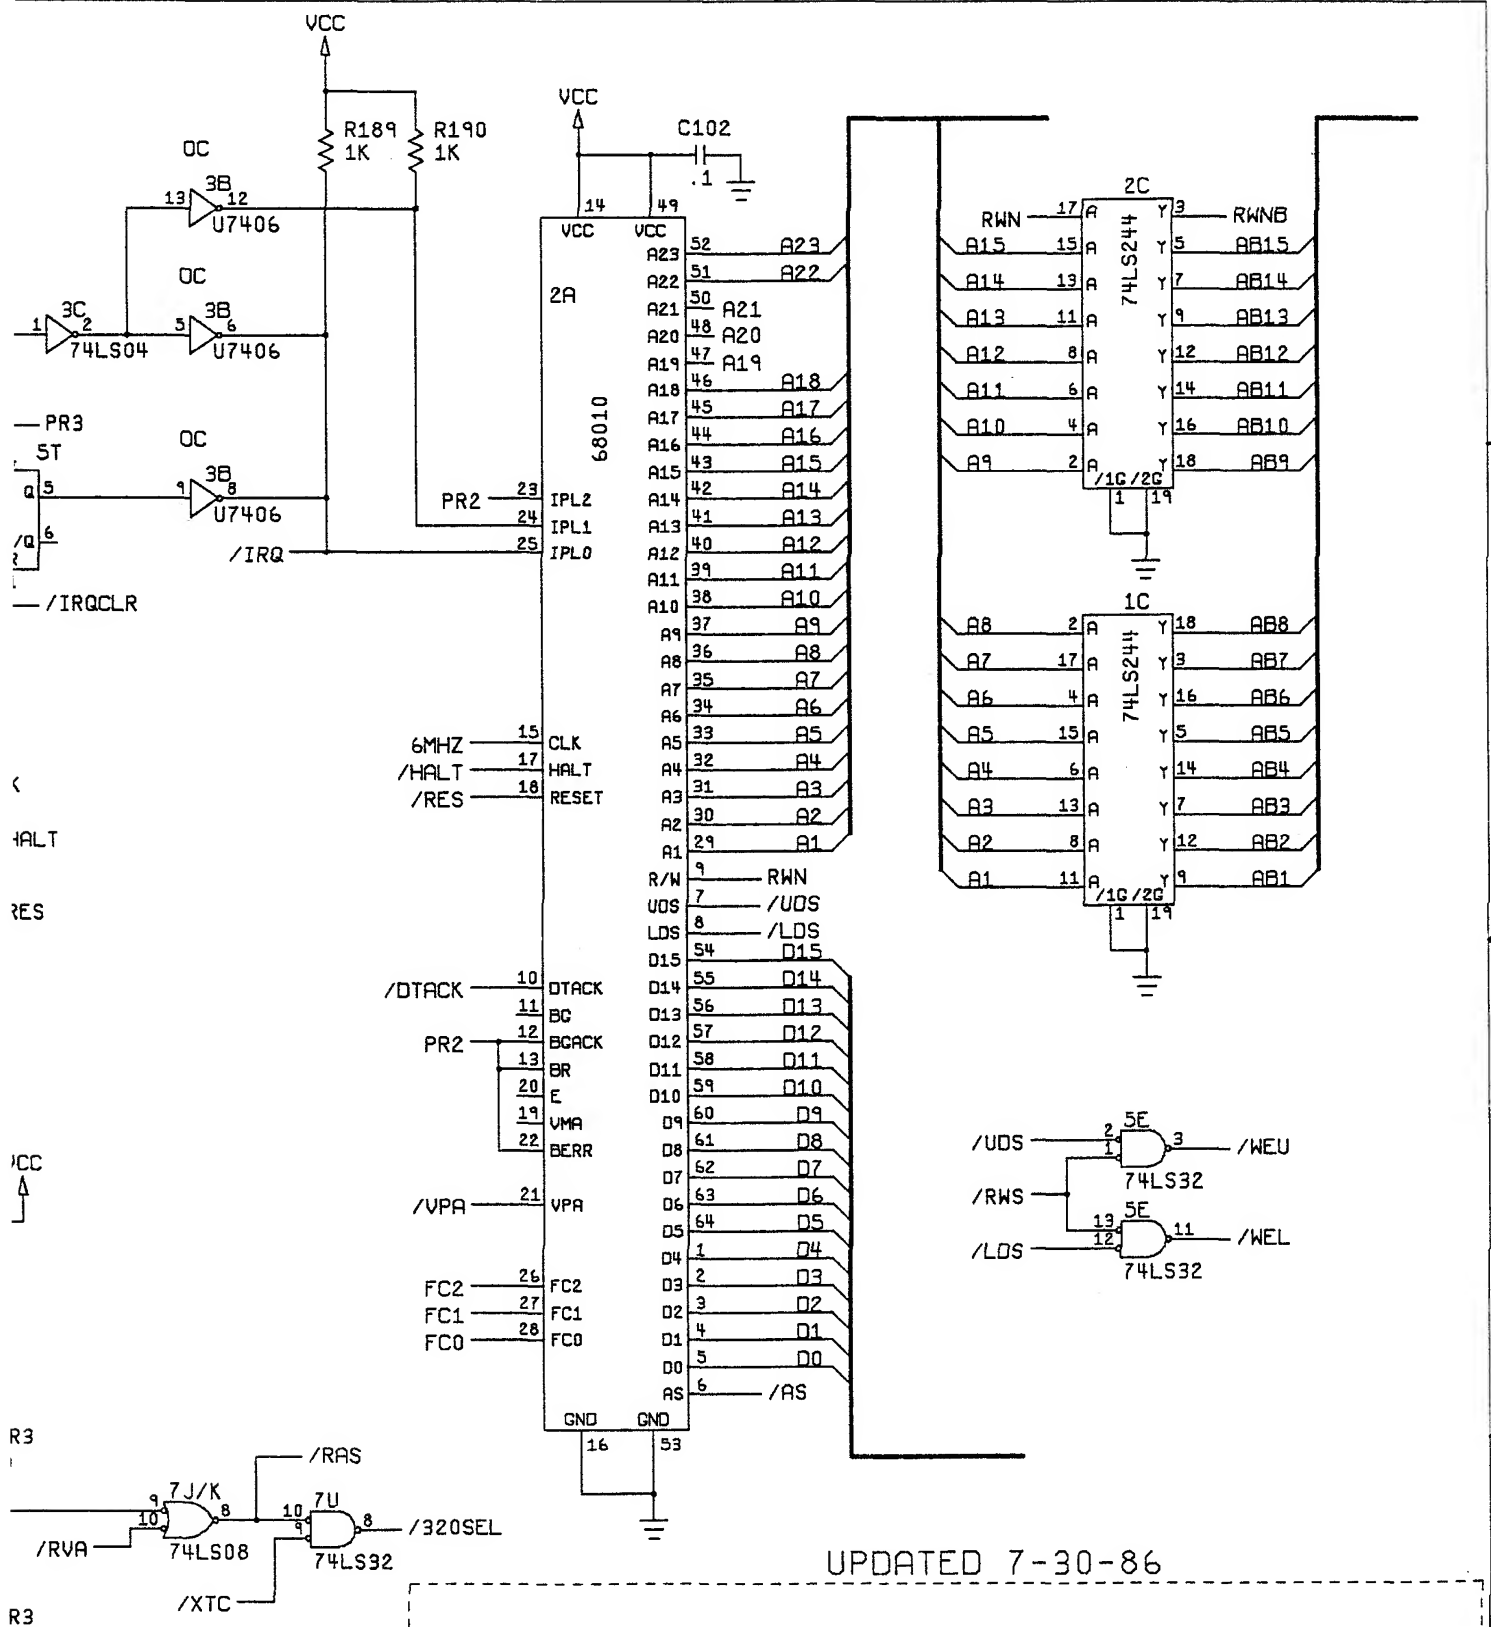 VCC
R189
1K
R190
1K
OC
13
3B
12
U7406
OC
1
3C
2
74LS04
5
3B
6
U7406
PR3
5T
Q
5
/Q
6
OC
9
3B
8
U7406
/IRQ
/IRQCLR
VCC
C102
.1
14
49
VCC
VCC
2A
68010
PR2
23
IPL2
24
IPL1
25
IPL0
6MHZ
15
CLK
/HALT
17
HALT
/RES
18
RESET
/DTACK
10
DTACK
11
BG
PR2
12
BGACK
13
BR
20
E
19
VMA
22
BERR
/VPA
21
VPA
FC2
26
FC2
FC1
27
FC1
FC0
28
FC0
A23 52 A23
A22 51 A22
A21 50 A21
A20 48 A20
A19 47 A19
A18 46 A18
A17 45 A17
A16 44 A16
A15 43 A15
A14 42 A14
A13 41 A13
A12 40 A12
A11 39 A11
A10 38 A10
A9 37 A9
A8 36 A8
A7 35 A7
A6 34 A6
A5 33 A5
A4 32 A4
A3 31 A3
A2 30 A2
A1 29 A1
R/W 9 RWN
UDS 7 /UDS
LDS 8 /LDS
D15 54 D15
D14 55 D14
D13 56 D13
D12 57 D12
D11 58 D11
D10 59 D10
D9 60 D9
D8 61 D8
D7 62 D7
D6 63 D6
D5 64 D5
D4 1 D4
D3 2 D3
D2 3 D2
D1 4 D1
D0 5 D0
AS 6 /AS
GND
GND
16
53
2C
74LS244
RWN 17 A Y 3 RWNB
A15 15 A Y 5 AB15
A14 13 A Y 7 AB14
A13 11 A Y 9 AB13
A12 8 A Y 12 AB12
A11 6 A Y 14 AB11
A10 4 A Y 16 AB10
A9 2 A Y 18 AB9
/1G /2G
1
19
1C
74LS244
A8 2 A Y 18 AB8
A7 17 A Y 3 AB7
A6 4 A Y 16 AB6
A5 15 A Y 5 AB5
A4 6 A Y 14 AB4
A3 13 A Y 7 AB3
A2 8 A Y 12 AB2
A1 11 A Y 9 AB1
/1G /2G
1
19
5E
/UDS
2
1
3
/WEU
74LS32
/RWS
5E
13
12
11
/WEL
/LDS
74LS32
HALT
RES
VCC
R3
/RAS
7J/K
9
10
8
74LS08
/RVA
7U
10
9
8
/320SEL
74LS32
/XTC
R3
UPDATED 7-30-86